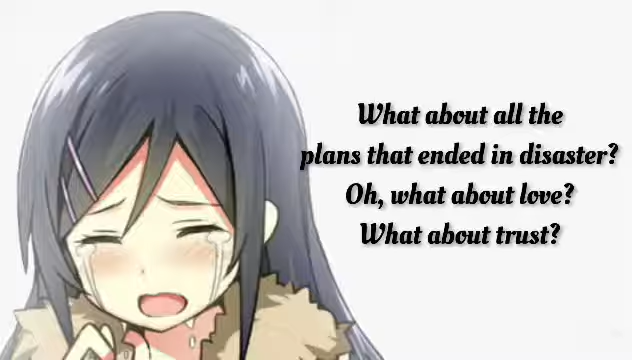 What about all the
plans that ended in disaster?
Oh, what about love?
What about trust?